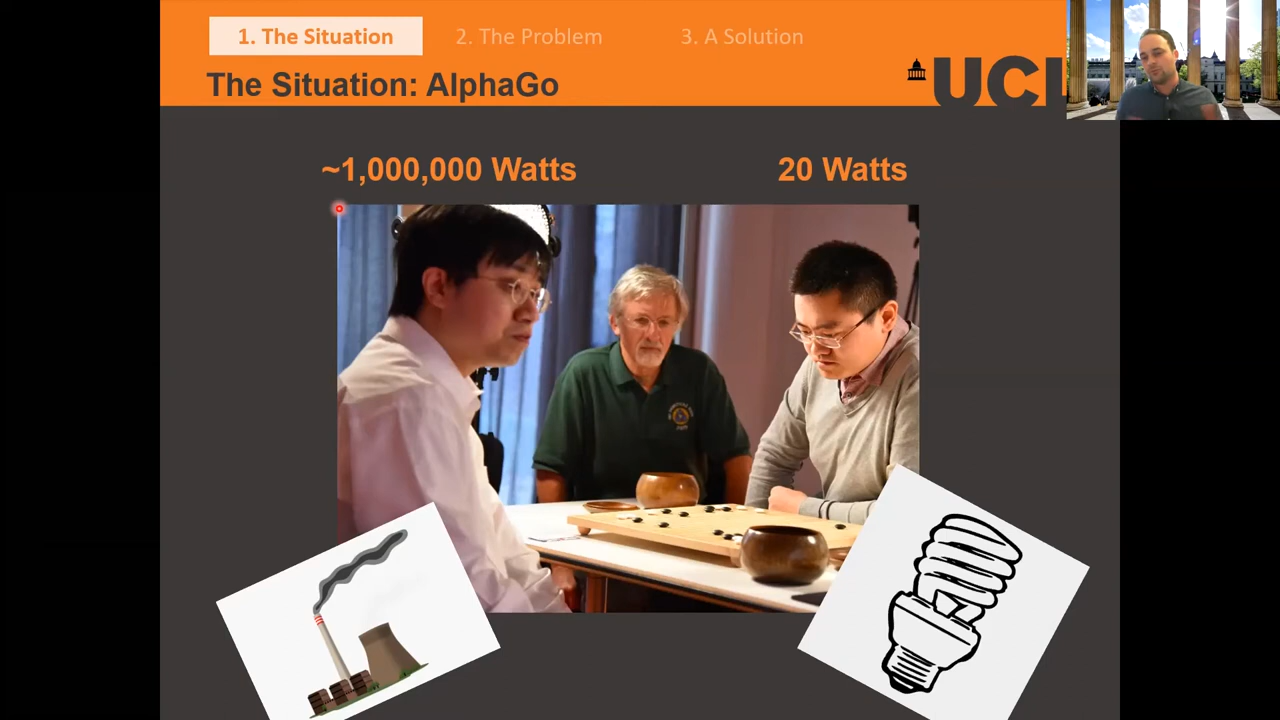 1. The Situation
2. The Problem
3. A Solution
The Situation: AlphaGo
UCL
~1,000,000 Watts
20 Watts